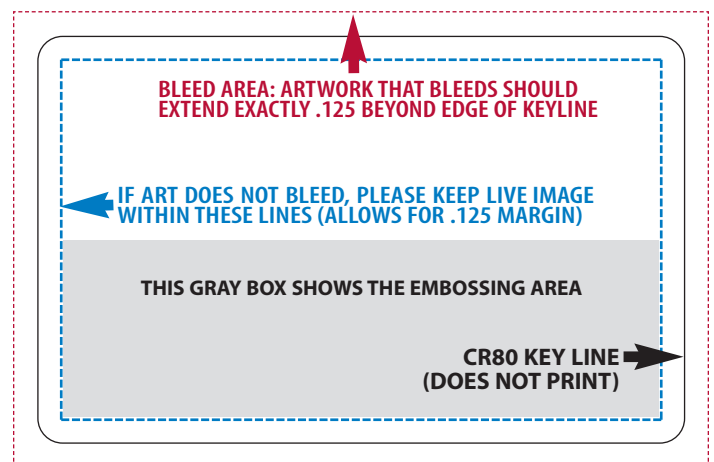 BLEED AREA: ARTWORK THAT BLEEDS SHOULD
EXTEND EXACTLY .125 BEYOND EDGE OF KEYLINE
IF ART DOES NOT BLEED, PLEASE KEEP LIVE IMAGE
WITHIN THESE LINES (ALLOWS FOR .125 MARGIN)
THIS GRAY BOX SHOWS THE EMBOSSING AREA
CR80 KEY LINE
(DOES NOT PRINT)